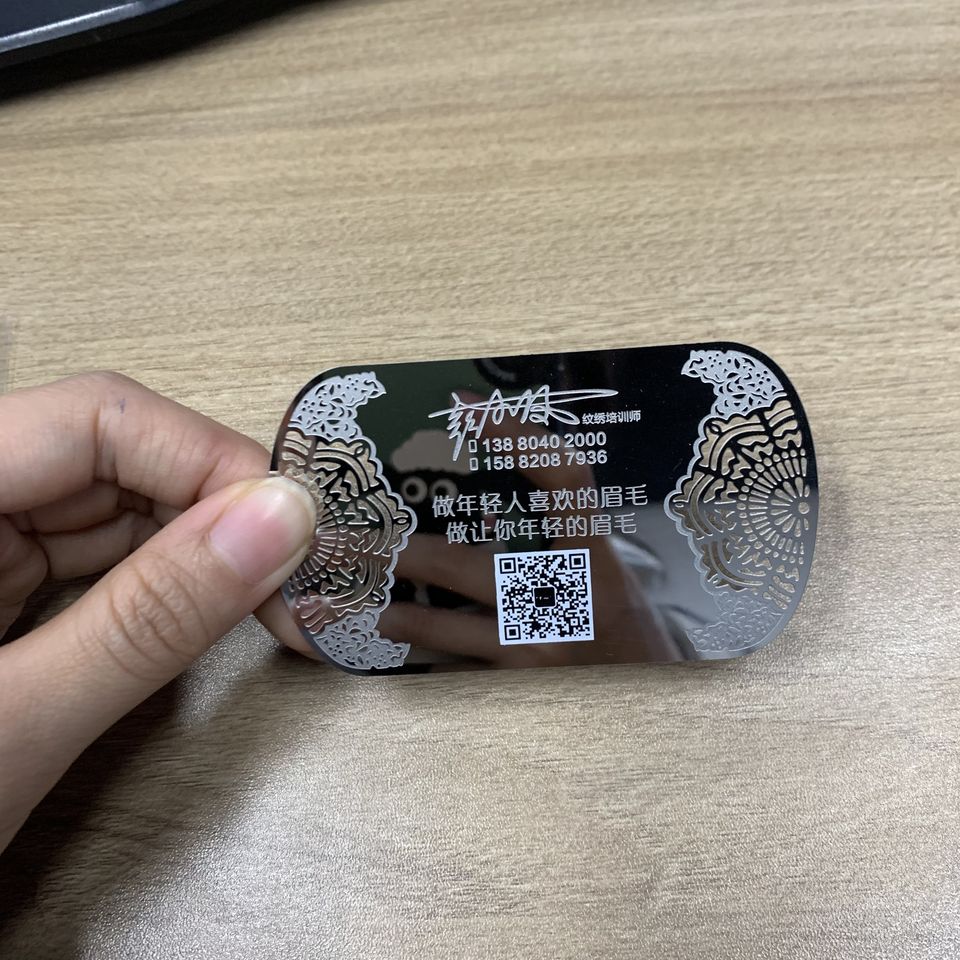 纹绣培训师
138 8040 2000
158 8208 7936
做年轻人喜欢的眉毛
做让你年轻的眉毛